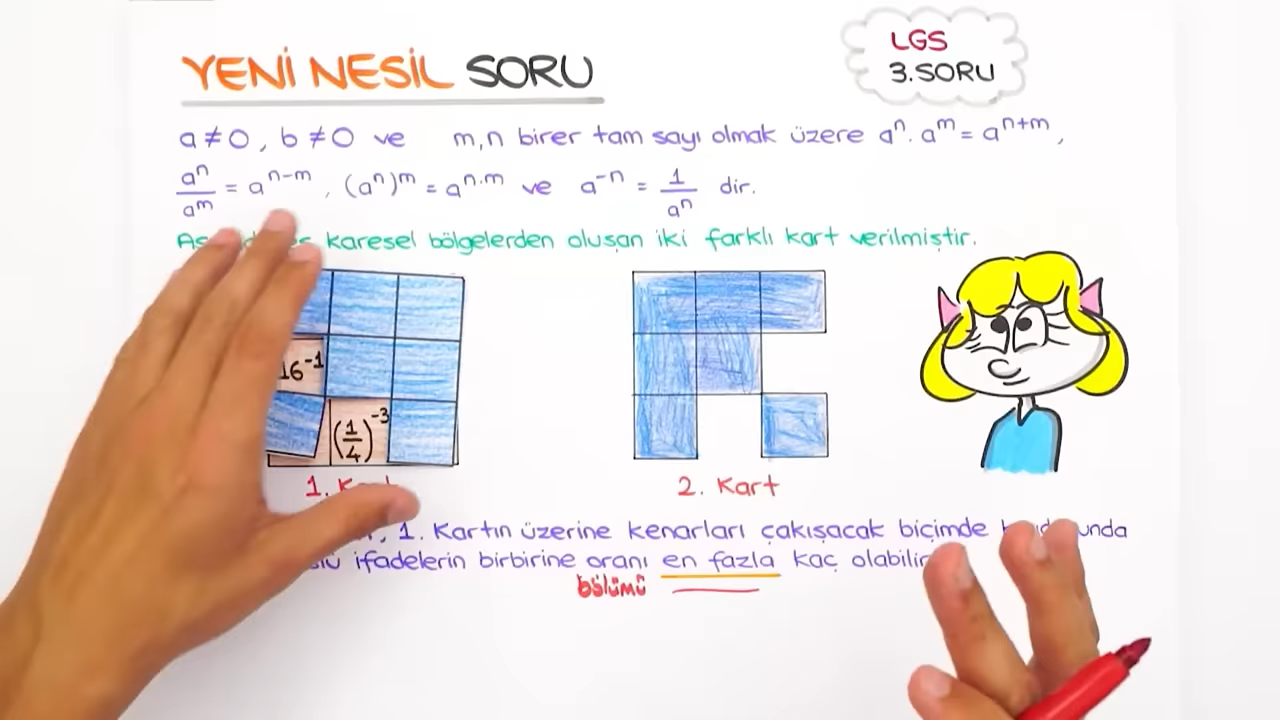 YENİ NESİL SORU
LGS
3.SORU
a≠0, b≠0 ve m,n birer tam sayı olmak üzere aⁿ.aᵐ = aⁿ⁺ᵐ,
aⁿ/aᵐ = aⁿ⁻ᵐ, (aⁿ)ᵐ = aⁿ·ᵐ ve a⁻ⁿ = 1/aⁿ dir.
karesel bölgelerden oluşan iki farklı kart verilmiştir.
16⁻¹
(1/4)⁻³
1.
2. Kart
1. Kartın üzerine kenarları çakışacak biçimde
ifadelerin birbirine oranı en fazla kaç olabilir
bölümü